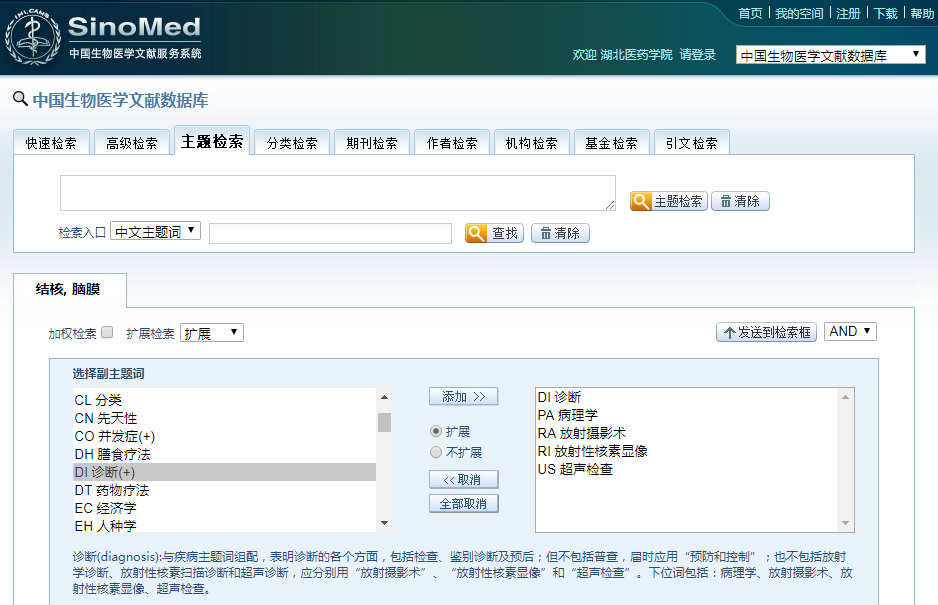 首页 | 我的空间 | 注册 | 下载 | 帮助
SinoMed
中国生物医学文献服务系统
欢迎 湖北医药学院 请登录 中国生物医学文献数据库
中国生物医学文献数据库
快速检索 高级检索 主题检索 分类检索 期刊检索 作者检索 机构检索 基金检索 引文检索
主题检索 清除
检索入口 中文主题词 查找 清除
结核, 脑膜
加权检索 扩展检索 扩展 发送到检索框 AND
选择副主题词
CL 分类
CN 先天性
CO 并发症(+)
DH 膳食疗法
DI 诊断(+)
DT 药物疗法
EC 经济学
EH 人种学
添加 >>
扩展
不扩展
<< 取消
全部取消
DI 诊断
PA 病理学
RA 放射摄影术
RI 放射性核素显像
US 超声检查
诊断(diagnosis):与疾病主题词组配，表明诊断的各个方面，包括检查、鉴别诊断及预后；但不包括普查，届时应用“预防和控制”；也不包括放射
学诊断、放射性核素扫描诊断和超声诊断，应分别用“放射摄影术”、“放射性核素显像”和“超声检查”。下位词包括：病理学、放射摄影术、放
射性核素显像、超声检查。